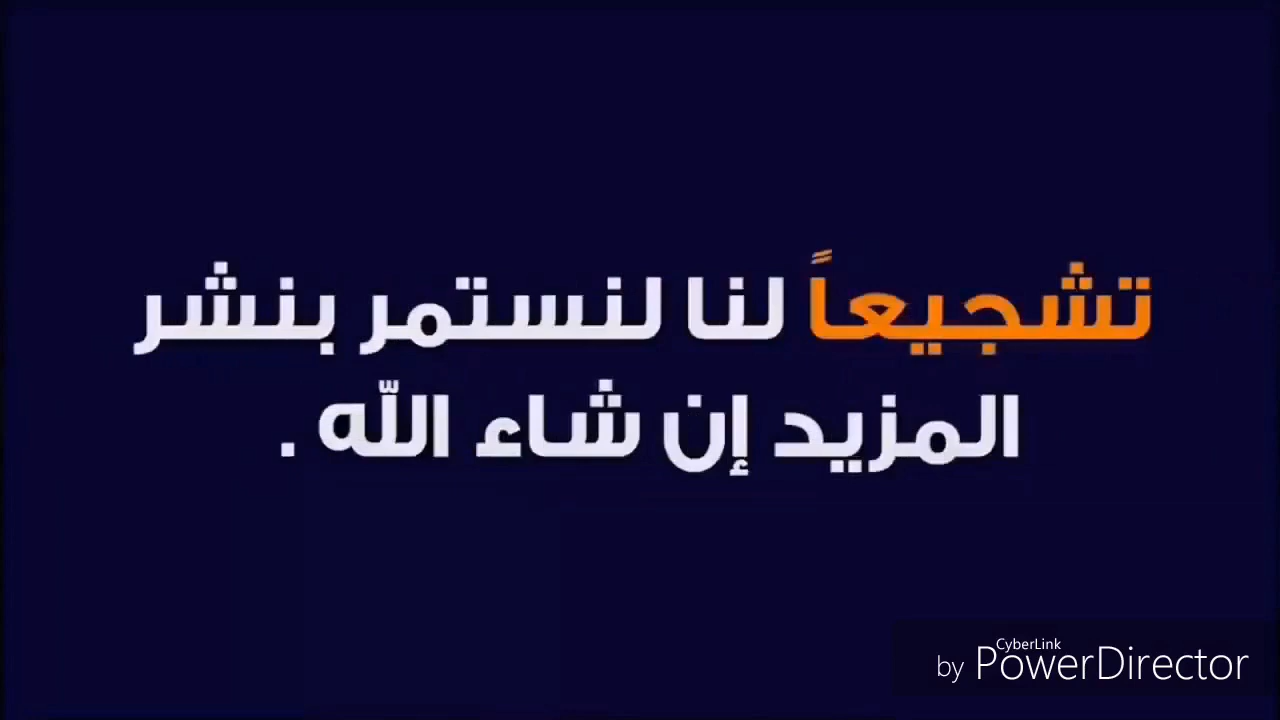 تشجيعاً لنا لنستمر بنشر
المزيد إن شاء اللّه .
CyberLink
by PowerDirector